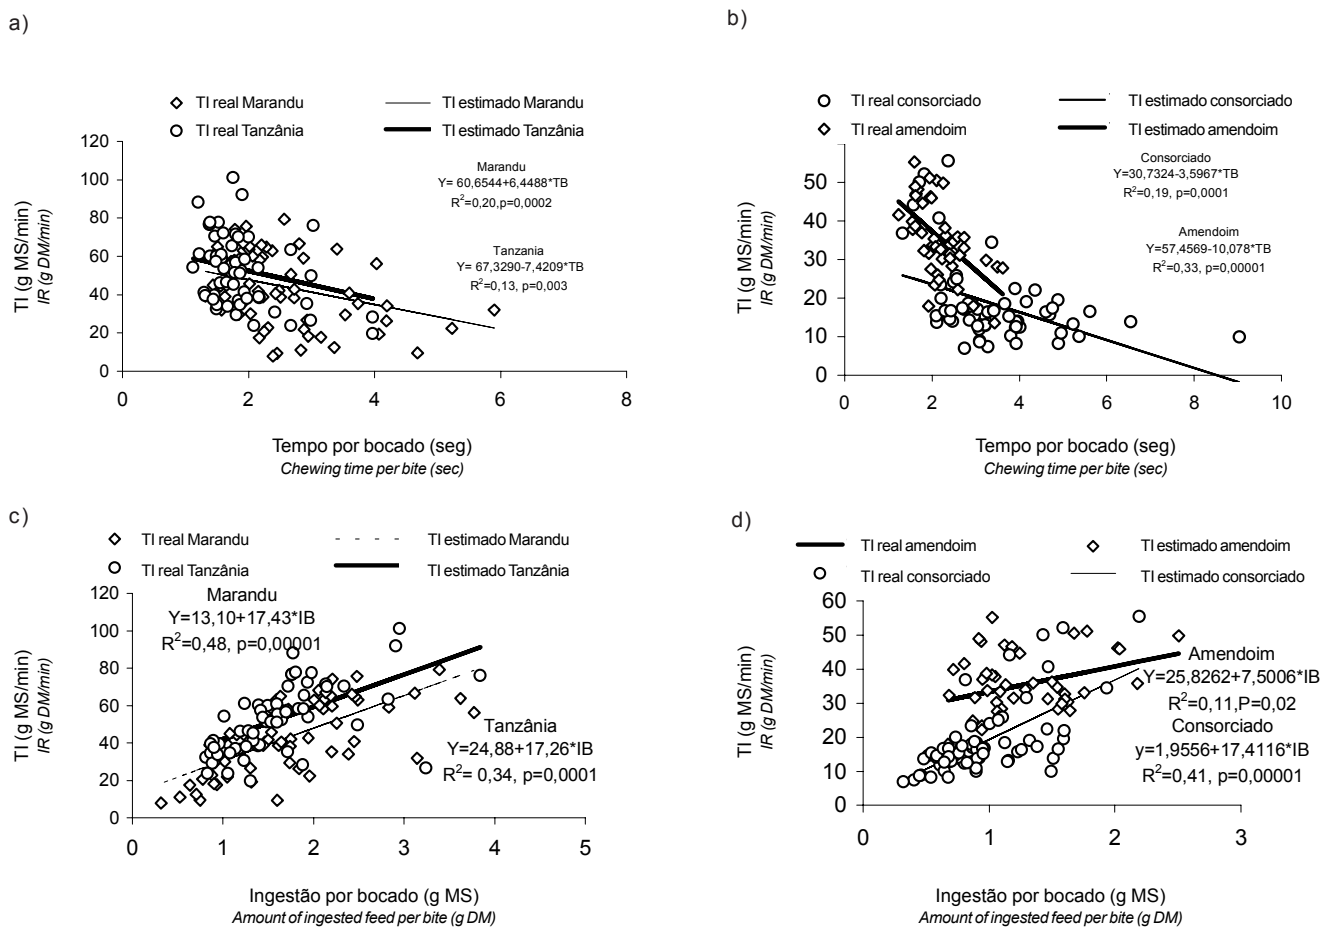 a)
TI real Marandu
TI estimado Marandu
TI real Tanzânia
TI estimado Tanzânia
120
100
80
60
40
20
0
TI (g MS/min)
IR (g DM/min)
Marandu
Y= 60,6544+6,4488*TB
R²=0,20,p=0,0002
Tanzania
Y= 67,3290-7,4209*TB
R²=0,13, p=0,003
0 2 4 6 8
Tempo por bocado (seg)
Chewing time per bite (sec)
b)
TI real consorciado
TI estimado consorciado
TI real amendoim
TI estimado amendoim
50
40
30
20
10
0
TI (g MS/min)
IR (g DM/min)
Consorciado
Y=30,7324-3,5967*TB
R²=0,19, p=0,0001
Amendoim
Y=57,4569-10,078*TB
R²=0,33, p=0,00001
0 2 4 6 8 10
Tempo por bocado (seg)
Chewing time per bite (sec)
c)
TI real Marandu
TI estimado Marandu
TI real Tanzânia
TI estimado Tanzânia
120
100
80
60
40
20
0
TI (g MS/min)
IR (g DM/min)
Marandu
Y=13,10+17,43*IB
R²=0,48, p=0,00001
Tanzânia
Y=24,88+17,26*IB
R²= 0,34, p=0,0001
0 1 2 3 4 5
Ingestão por bocado (g MS)
Amount of ingested feed per bite (g DM)
d)
TI real amendoim
TI estimado amendoim
TI real consorciado
TI estimado consorciado
60
50
40
30
20
10
0
TI (g MS/min)
IR (g DM/min)
Amendoim
Y=25,8262+7,5006*IB
R²=0,11,P=0,02
Consorciado
y=1,9556+17,4116*IB
R²=0,41, p=0,00001
0 1 2 3
Ingestão por bocado (g MS)
Amount of ingested feed per bite (g DM)